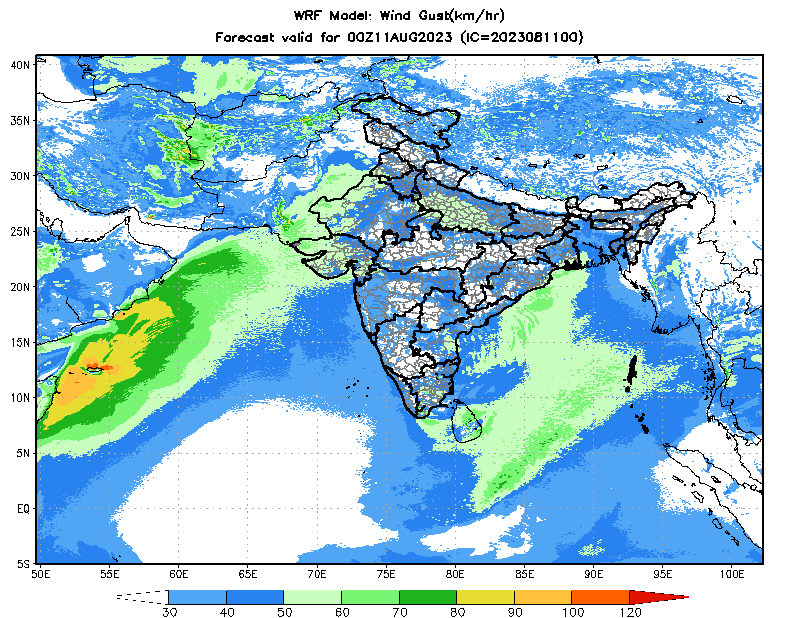 WRF Model: Wind Gust(km/hr)
Forecast valid for 00Z11AUG2023 (IC=2023081100)
40N
35N
30N
25N
20N
15N
10N
5N
EQ
5S
50E 55E 60E 65E 70E 75E 80E 85E 90E 95E 100E
30 40 50 60 70 80 90 100 120